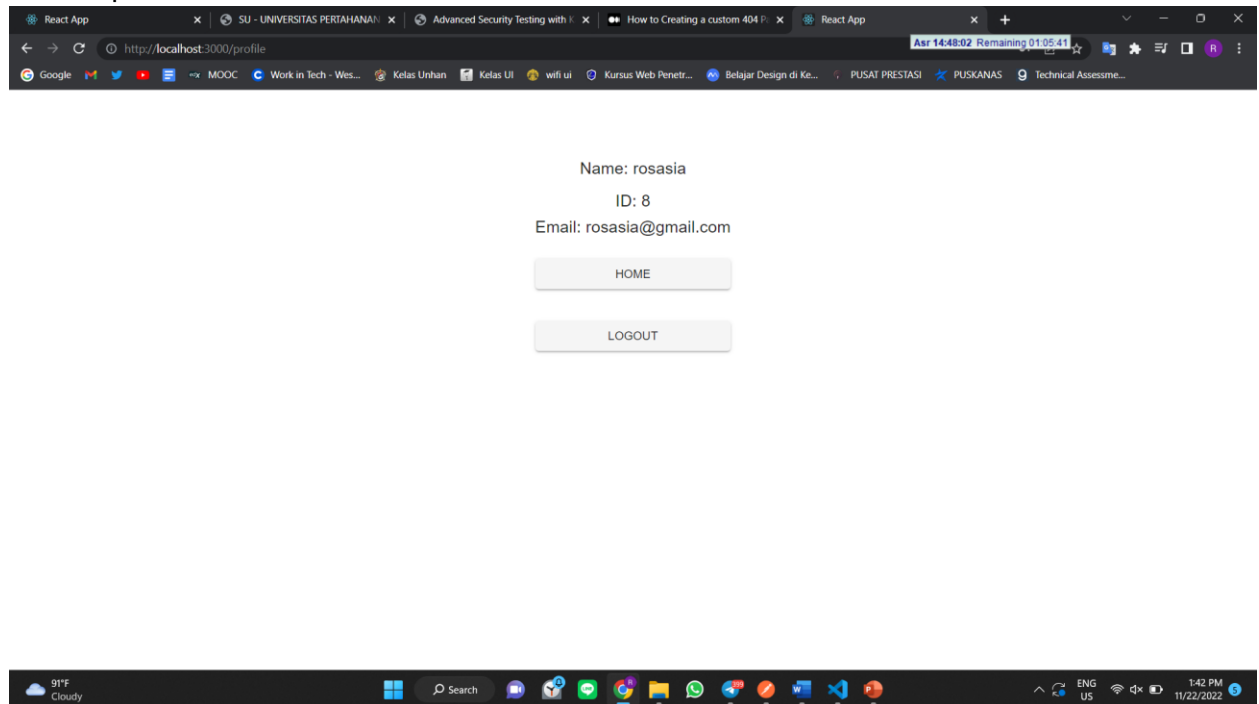 React App
SU - UNIVERSITAS PERTAHANAN
Advanced Security Testing with K
How to Creating a custom 404 P
React App
http://localhost:3000/profile
Asr 14:48:02 Remaining 01:05:41
Google
MOOC
Work in Tech - Wes...
Kelas Unhan
Kelas UI
wifi ui
Kursus Web Penetr...
Belajar Design di Ke...
PUSAT PRESTASI
PUSKANAS
Technical Assessme...
Name: rosasia
ID: 8
Email: rosasia@gmail.com
HOME
LOGOUT
91°F
Cloudy
Search
ENG
US
1:42 PM
11/22/2022